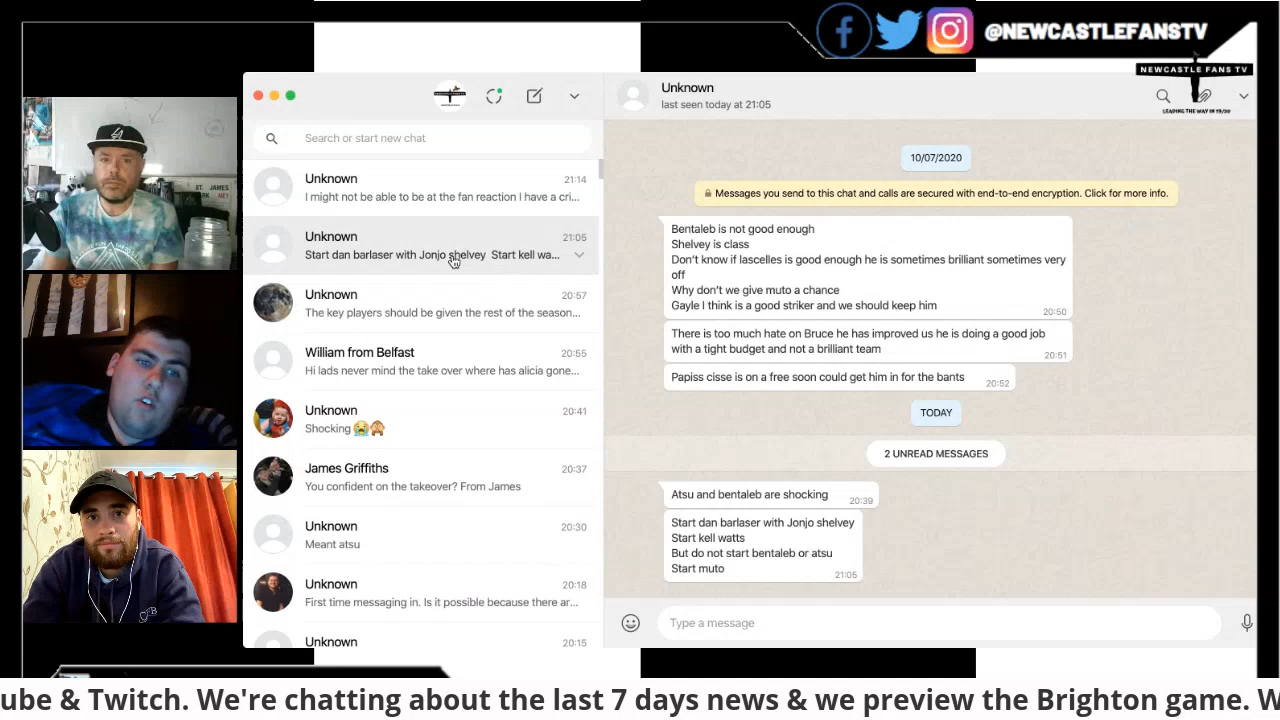 @NEWCASTLEFANSTV
NEWCASTLE FANS TV
LEADING THE WAY IN 19/20
ST. JAMES
PARK NE1
Search or start new chat
Unknown
21:14
I might not be able to be at the fan reaction I have a cri...
Unknown
21:05
Start dan barlaser with Jonjo shelvey Start kell wa...
Unknown
20:57
The key players should be given the rest of the season...
William from Belfast
20:55
Hi lads never mind the take over where has alicia gone...
Unknown
20:41
Shocking 😭🙈
James Griffiths
20:37
You confident on the takeover? From James
Unknown
20:30
Meant atsu
Unknown
20:18
First time messaging in. Is it possible because there ar...
Unknown
20:15
Unknown
last seen today at 21:05
10/07/2020
Messages you send to this chat and calls are secured with end-to-end encryption. Click for more info.
Bentaleb is not good enough
Shelvey is class
Don't know if lascelles is good enough he is sometimes brilliant sometimes very
off
Why don't we give muto a chance
Gayle I think is a good striker and we should keep him
20:50
There is too much hate on Bruce he has improved us he is doing a good job
with a tight budget and not a brilliant team
20:51
Papiss cisse is on a free soon could get him in for the bants
20:52
TODAY
2 UNREAD MESSAGES
Atsu and bentaleb are shocking
20:39
Start dan barlaser with Jonjo shelvey
Start kell watts
But do not start bentaleb or atsu
Start muto
21:05
Type a message
ube & Twitch. We're chatting about the last 7 days news & we preview the Brighton game. W